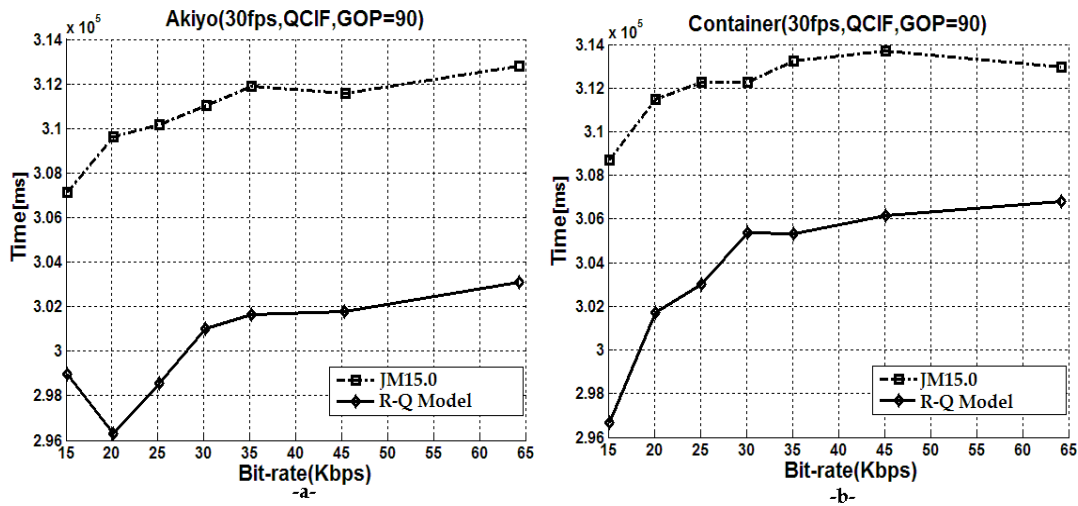 Akiyo(30fps,QCIF,GOP=90)
x 10⁵
3.14
3.12
3.1
3.08
3.06
3.04
3.02
3
2.98
2.96
Time[ms]
JM15.0
R-Q Model
15 20 25 30 35 40 45 50 55 60 65
Bit-rate(Kbps)
-a-
Container(30fps,QCIF,GOP=90)
x 10⁵
3.14
3.12
3.1
3.08
3.06
3.04
3.02
3
2.98
2.96
Time[ms]
JM15.0
R-Q Model
15 20 25 30 35 40 45 50 55 60 65
Bit-rate(Kbps)
-b-